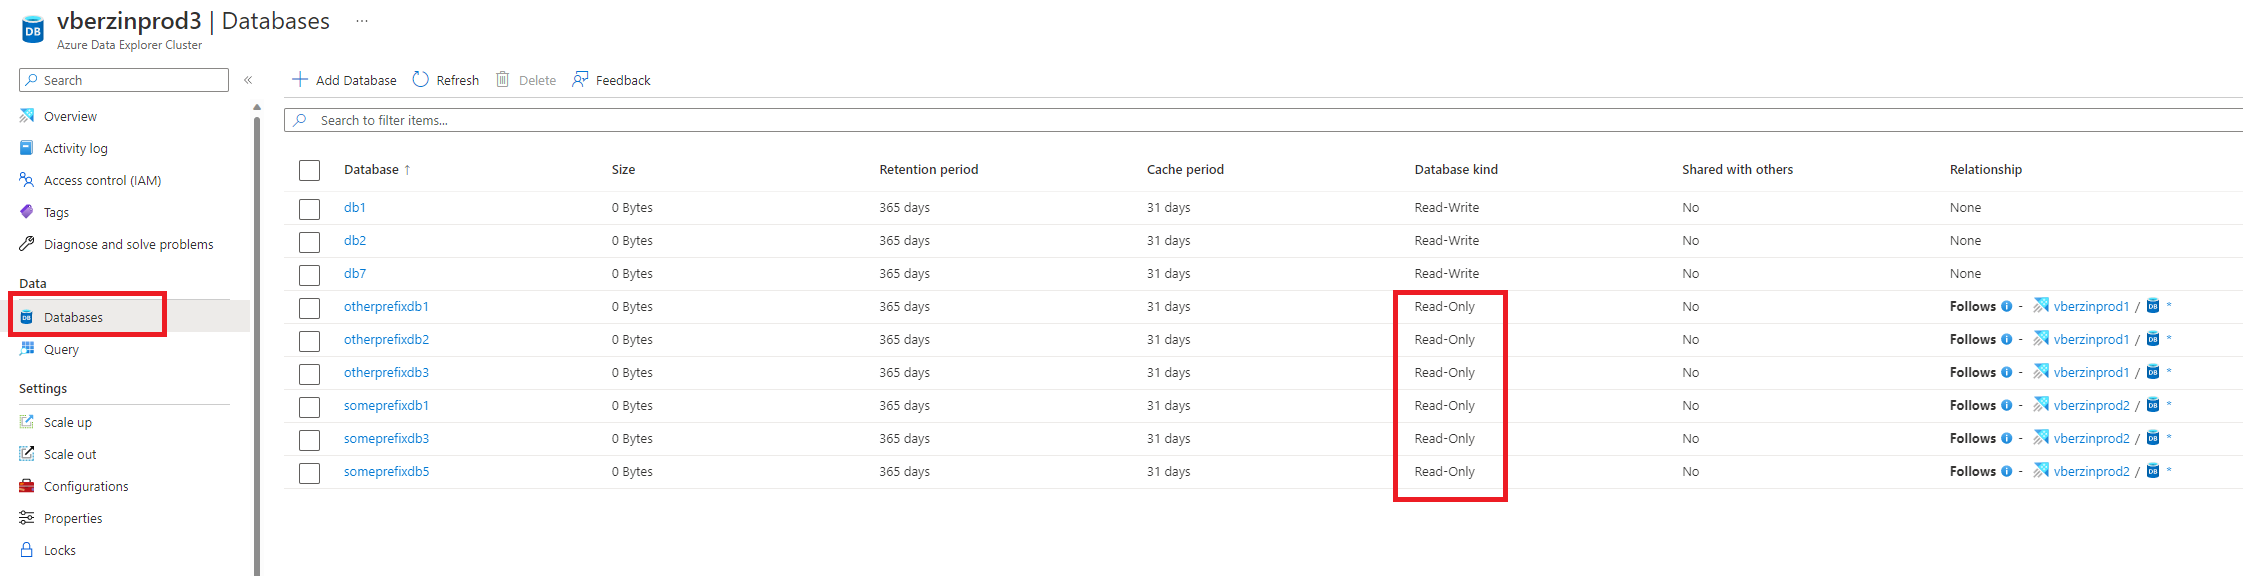 vberzinprod3 | Databases ...
Azure Data Explorer Cluster
Search «
Overview
Activity log
Access control (IAM)
Tags
Diagnose and solve problems
Data
Databases
Query
Settings
Scale up
Scale out
Configurations
Properties
Locks
Add Database Refresh Delete Feedback
Search to filter items...
Database ↑ Size Retention period Cache period Database kind Shared with others Relationship
db1 0 Bytes 365 days 31 days Read-Write No None
db2 0 Bytes 365 days 31 days Read-Write No None
db7 0 Bytes 365 days 31 days Read-Write No None
otherprefixdb1 0 Bytes 365 days 31 days Read-Only No Follows - vberzinprod1 / *
otherprefixdb2 0 Bytes 365 days 31 days Read-Only No Follows - vberzinprod1 / *
otherprefixdb3 0 Bytes 365 days 31 days Read-Only No Follows - vberzinprod1 / *
someprefixdb1 0 Bytes 365 days 31 days Read-Only No Follows - vberzinprod2 / *
someprefixdb3 0 Bytes 365 days 31 days Read-Only No Follows - vberzinprod2 / *
someprefixdb5 0 Bytes 365 days 31 days Read-Only No Follows - vberzinprod2 / *